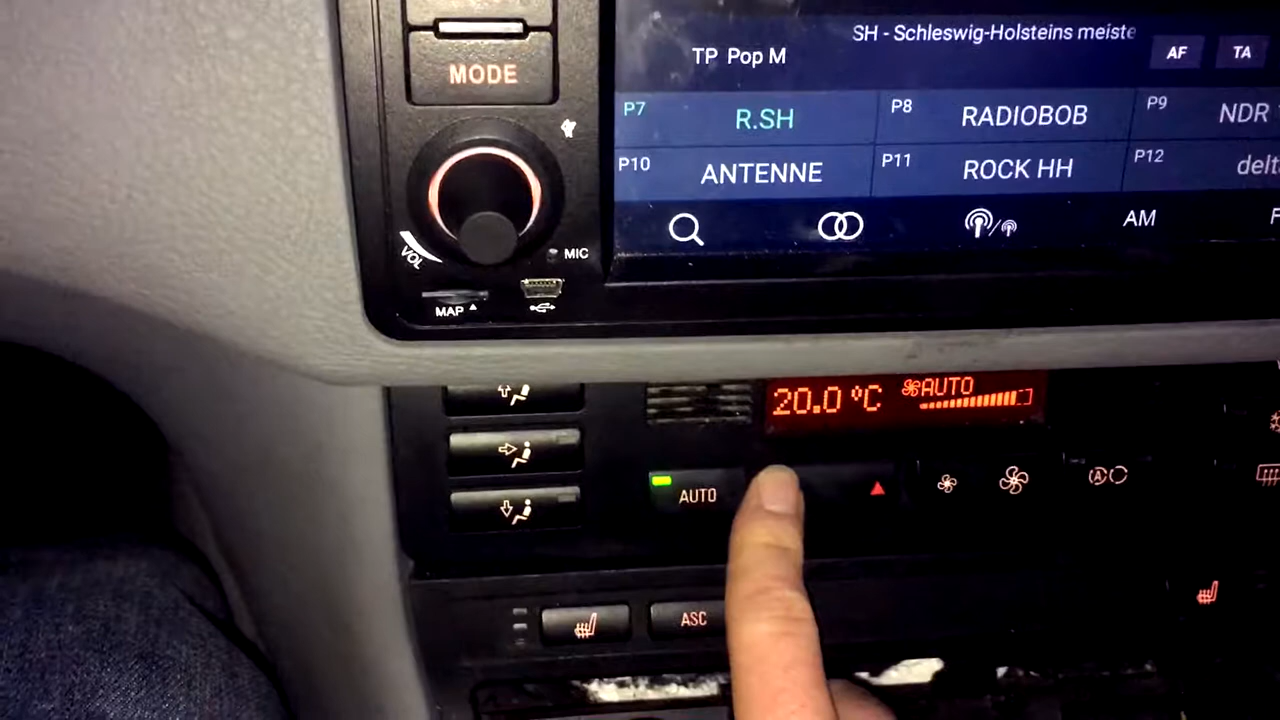 SH - Schleswig-Holsteins meiste
TP Pop M
AF
TA
MODE
P7 R.SH
P8 RADIOBOB
P9 NDR
P10 ANTENNE
P11 ROCK HH
P12 delt
AM
VOL
MIC
MAP
20.0 °C
AUTO
AUTO
A
ASC